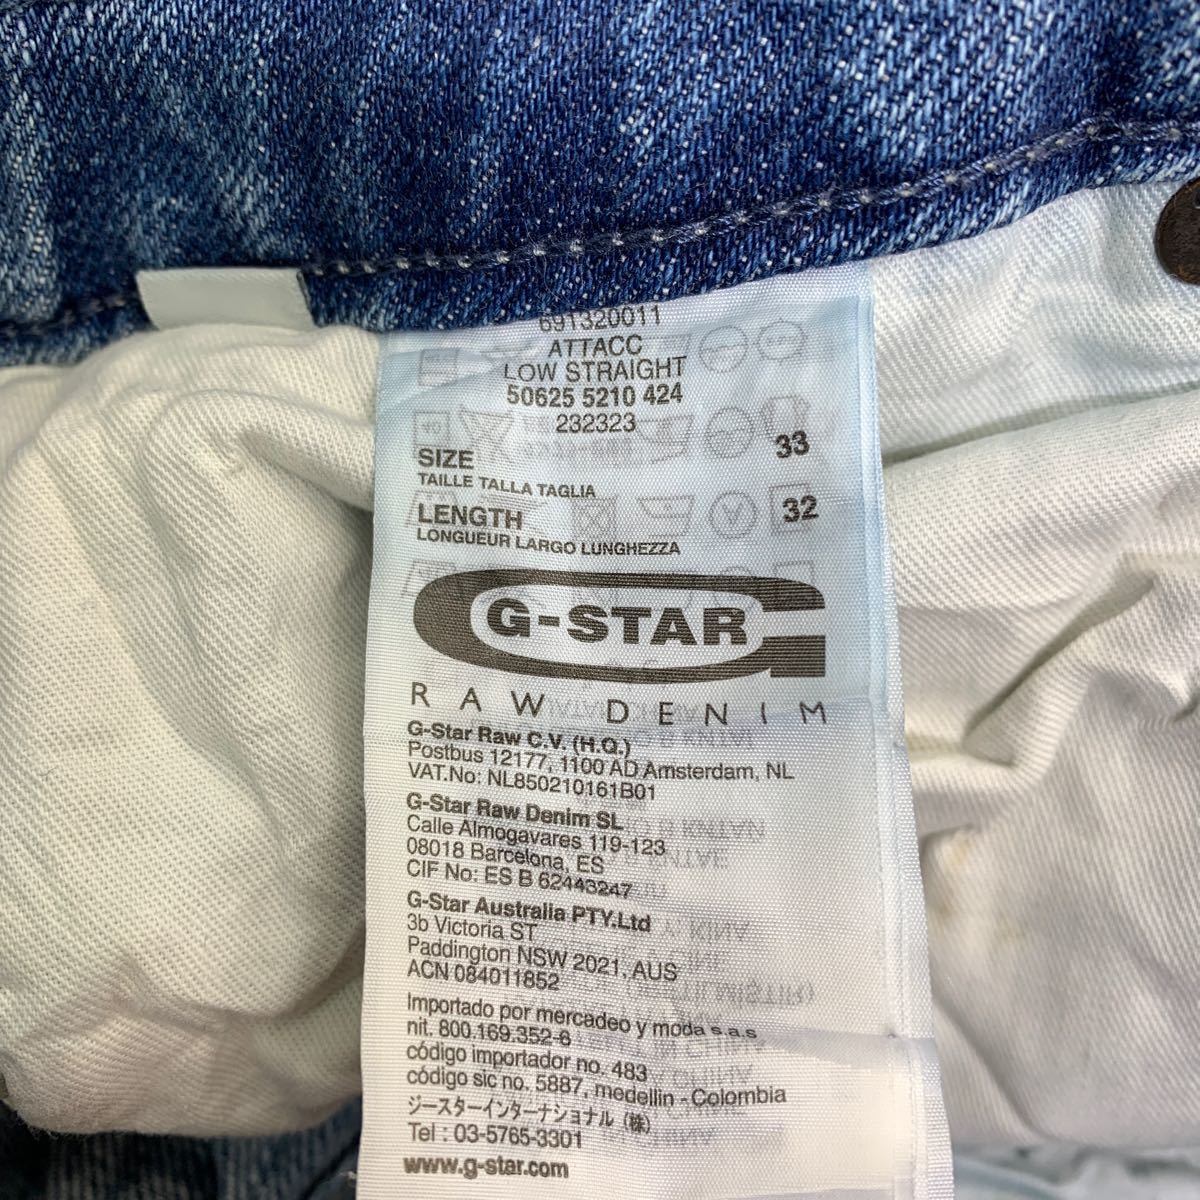 691320011
ATTACC
LOW STRAIGHT
50625 5210 424
232323
SIZE 33
TAILLE TALLA TAGLIA
LENGTH 32
LONGUEUR LARGO LUNGHEZZA
G-STAR
RAW DENIM
G-Star Raw C.V. (H.Q.)
Postbus 12177, 1100 AD Amsterdam, NL
VAT.No: NL850210161B01
G-Star Raw Denim SL
Calle Almogavares 119-123
08018 Barcelona, ES
CIF No: ES B 62443247
G-Star Australia PTY.Ltd
3b Victoria ST
Paddington NSW 2021, AUS
ACN 084011852
Importado por mercadeo y moda s.a.s
nit. 800.169.352-6
código importador no. 483
código sic no. 5887, medellin - Colombia
ジースターインターナショナル (株)
Tel : 03-5765-3301
www.g-star.com